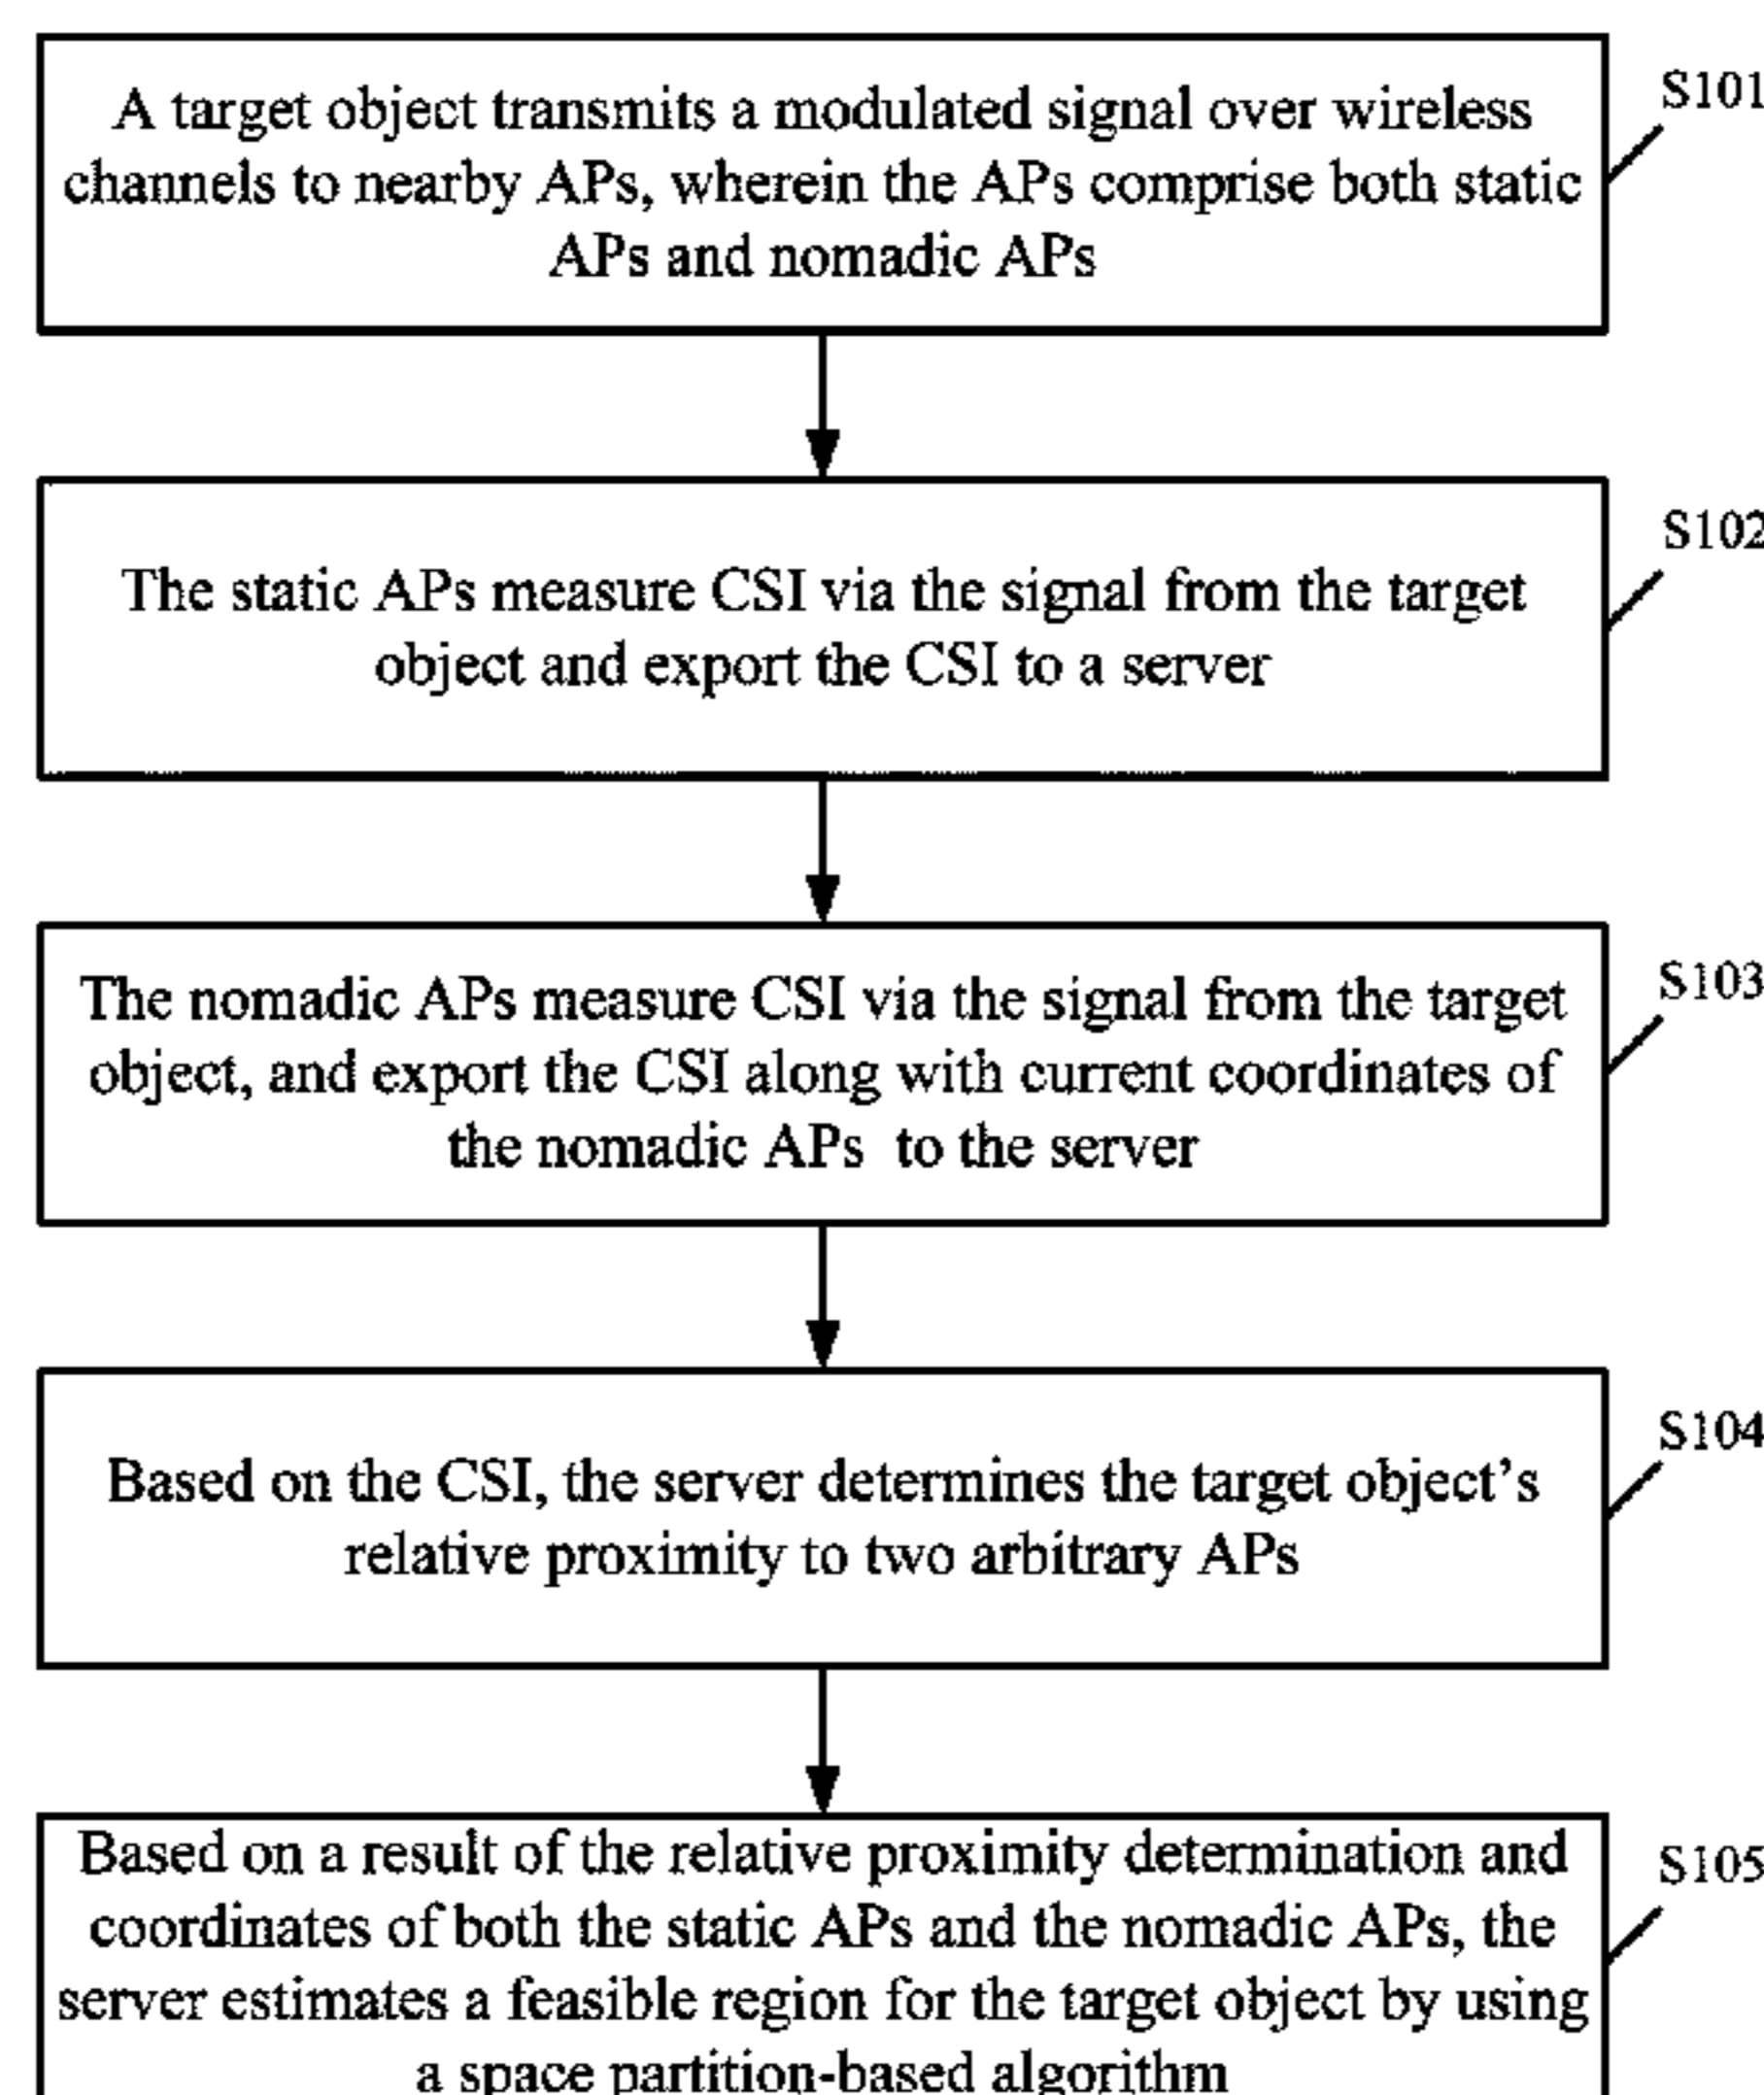 A target object transmits a modulated signal over wireless
channels to nearby APs, wherein the APs comprise both static
APs and nomadic APs
S101
The static APs measure CSI via the signal from the target
object and export the CSI to a server
S102
The nomadic APs measure CSI via the signal from the target
object, and export the CSI along with current coordinates of
the nomadic APs to the server
S103
Based on the CSI, the server determines the target object’s
relative proximity to two arbitrary APs
S104
Based on a result of the relative proximity determination and
coordinates of both the static APs and the nomadic APs, the
server estimates a feasible region for the target object by using
a space partition-based algorithm
S105